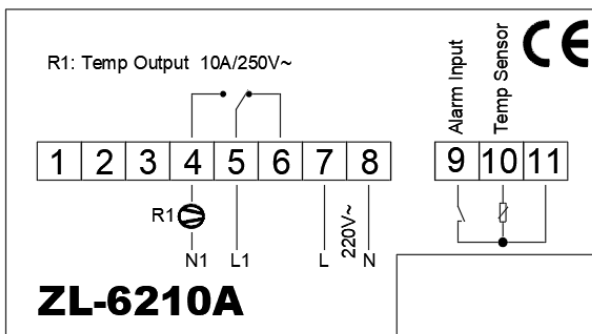 CE
R1: Temp Output 10A/250V~
Alarm Input
Temp Sensor
1 2 3 4 5 6 7 8
9 10 11
R1
N1 L1 L 220V~ N
ZL-6210A